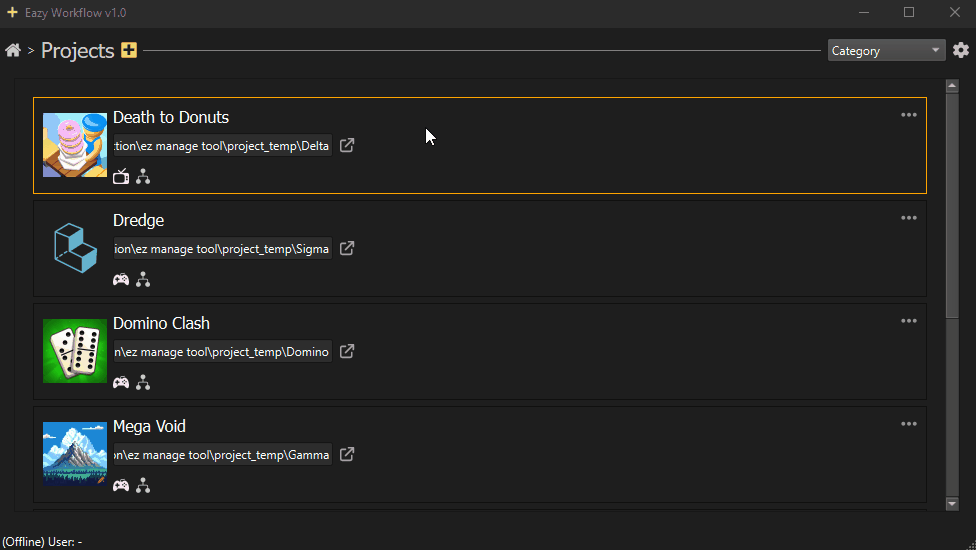 Eazy Workflow v1.0
> Projects
Category
Death to Donuts
tion\ez manage tool\project_temp\Delta
Dredge
ion\ez manage tool\project_temp\Sigma
Domino Clash
n\ez manage tool\project_temp\Domino
Mega Void
on\ez manage tool\project_temp\Gamma
(Offline) User: -